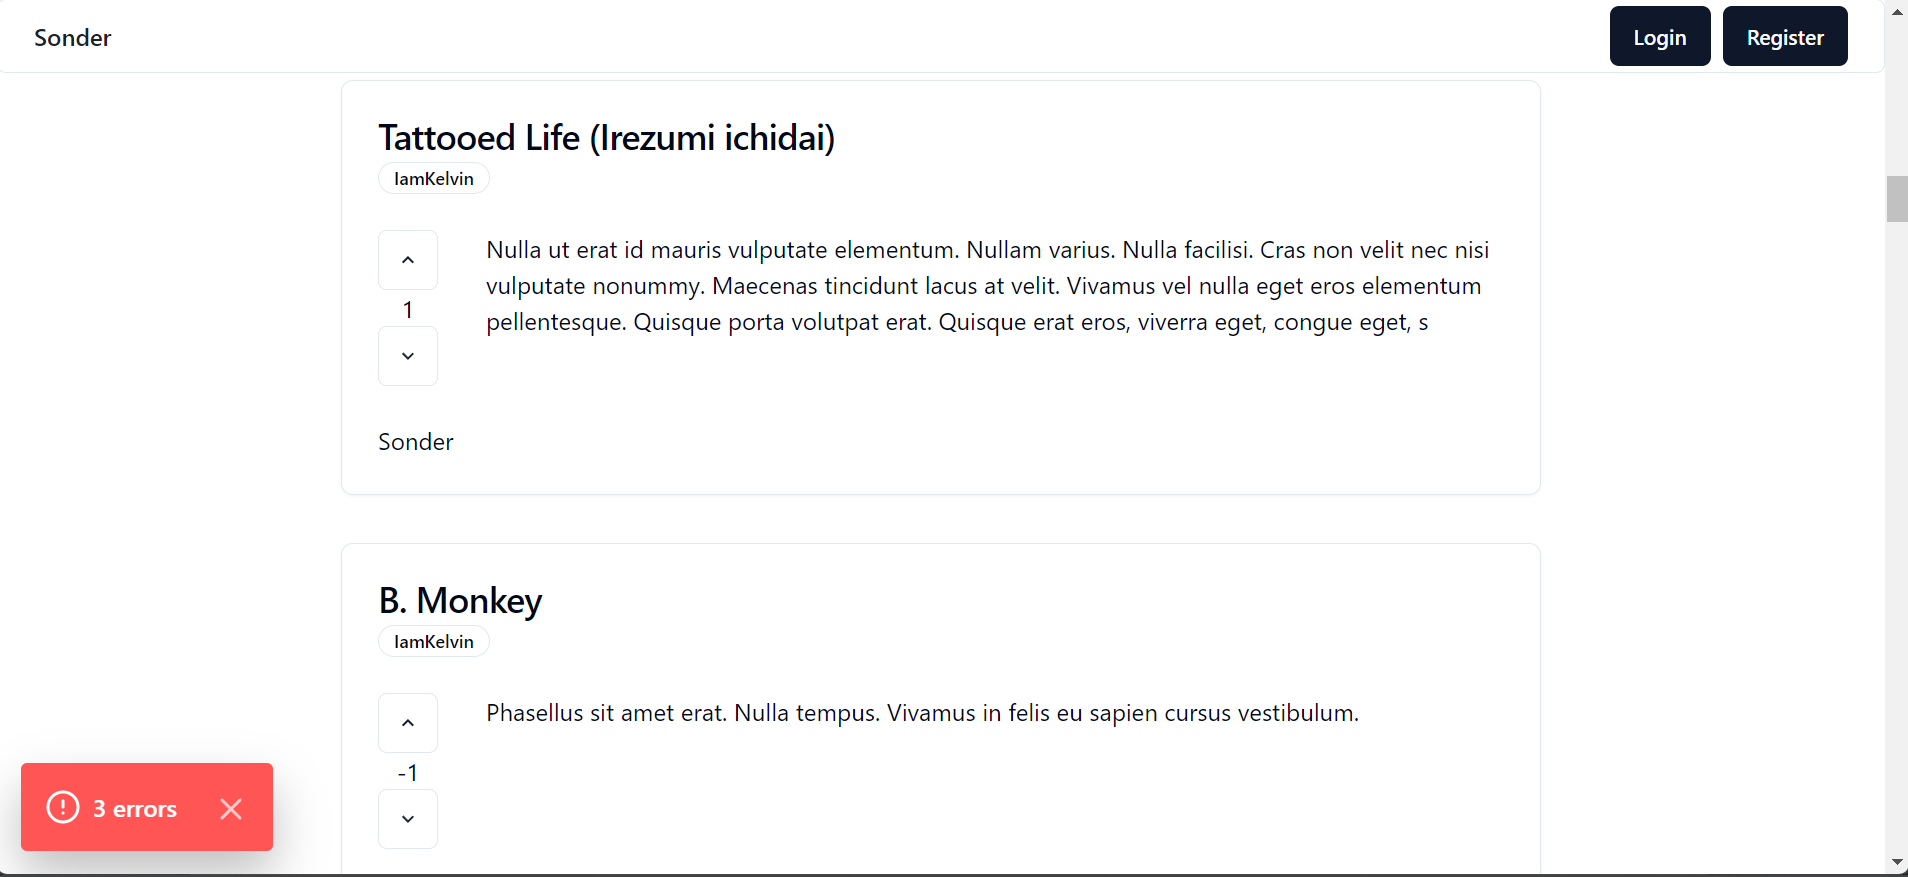 Sonder
Login
Register
Tattooed Life (Irezumi ichidai)
IamKelvin
1
Nulla ut erat id mauris vulputate elementum. Nullam varius. Nulla facilisi. Cras non velit nec nisi
vulputate nonummy. Maecenas tincidunt lacus at velit. Vivamus vel nulla eget eros elementum
pellentesque. Quisque porta volutpat erat. Quisque erat eros, viverra eget, congue eget, s
Sonder
B. Monkey
IamKelvin
-1
Phasellus sit amet erat. Nulla tempus. Vivamus in felis eu sapien cursus vestibulum.
3 errors